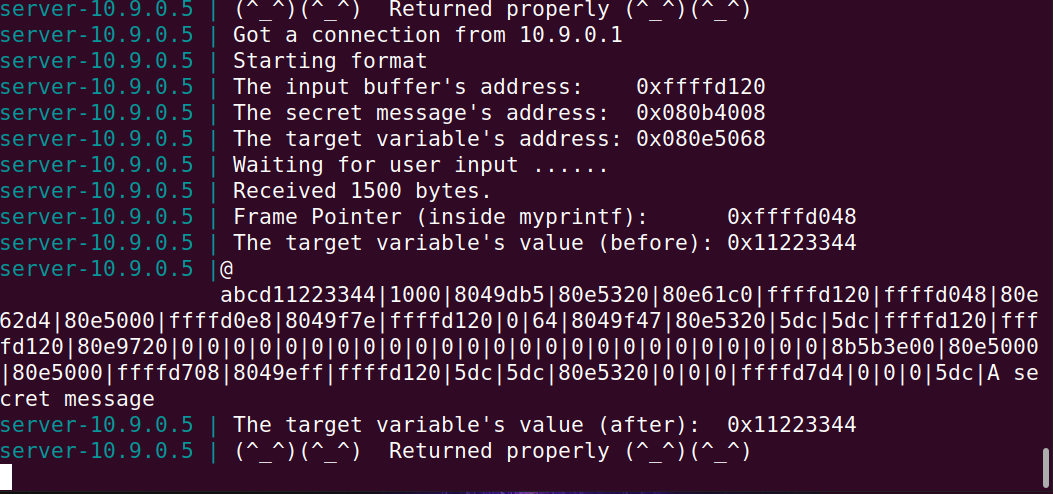 server-10.9.0.5 | (^_^)(^_^)  Returned properly (^_^)(^_^)
server-10.9.0.5 | Got a connection from 10.9.0.1
server-10.9.0.5 | Starting format
server-10.9.0.5 | The input buffer's address:    0xffffd120
server-10.9.0.5 | The secret message's address:  0x080b4008
server-10.9.0.5 | The target variable's address: 0x080e5068
server-10.9.0.5 | Waiting for user input ......
server-10.9.0.5 | Received 1500 bytes.
server-10.9.0.5 | Frame Pointer (inside myprintf):      0xffffd048
server-10.9.0.5 | The target variable's value (before): 0x11223344
server-10.9.0.5 |@
abcd11223344|1000|8049db5|80e5320|80e61c0|ffffd120|ffffd048|80e
62d4|80e5000|ffffd0e8|8049f7e|ffffd120|0|64|8049f47|80e5320|5dc|5dc|ffffd120|fff
fd120|80e9720|0|0|0|0|0|0|0|0|0|0|0|0|0|0|0|0|0|0|0|0|0|0|0|0|0|8b5b3e00|80e5000
|80e5000|ffffd708|8049eff|ffffd120|5dc|5dc|80e5320|0|0|0|ffffd7d4|0|0|0|5dc|A se
cret message
server-10.9.0.5 | The target variable's value (after):  0x11223344
server-10.9.0.5 | (^_^)(^_^)  Returned properly (^_^)(^_^)